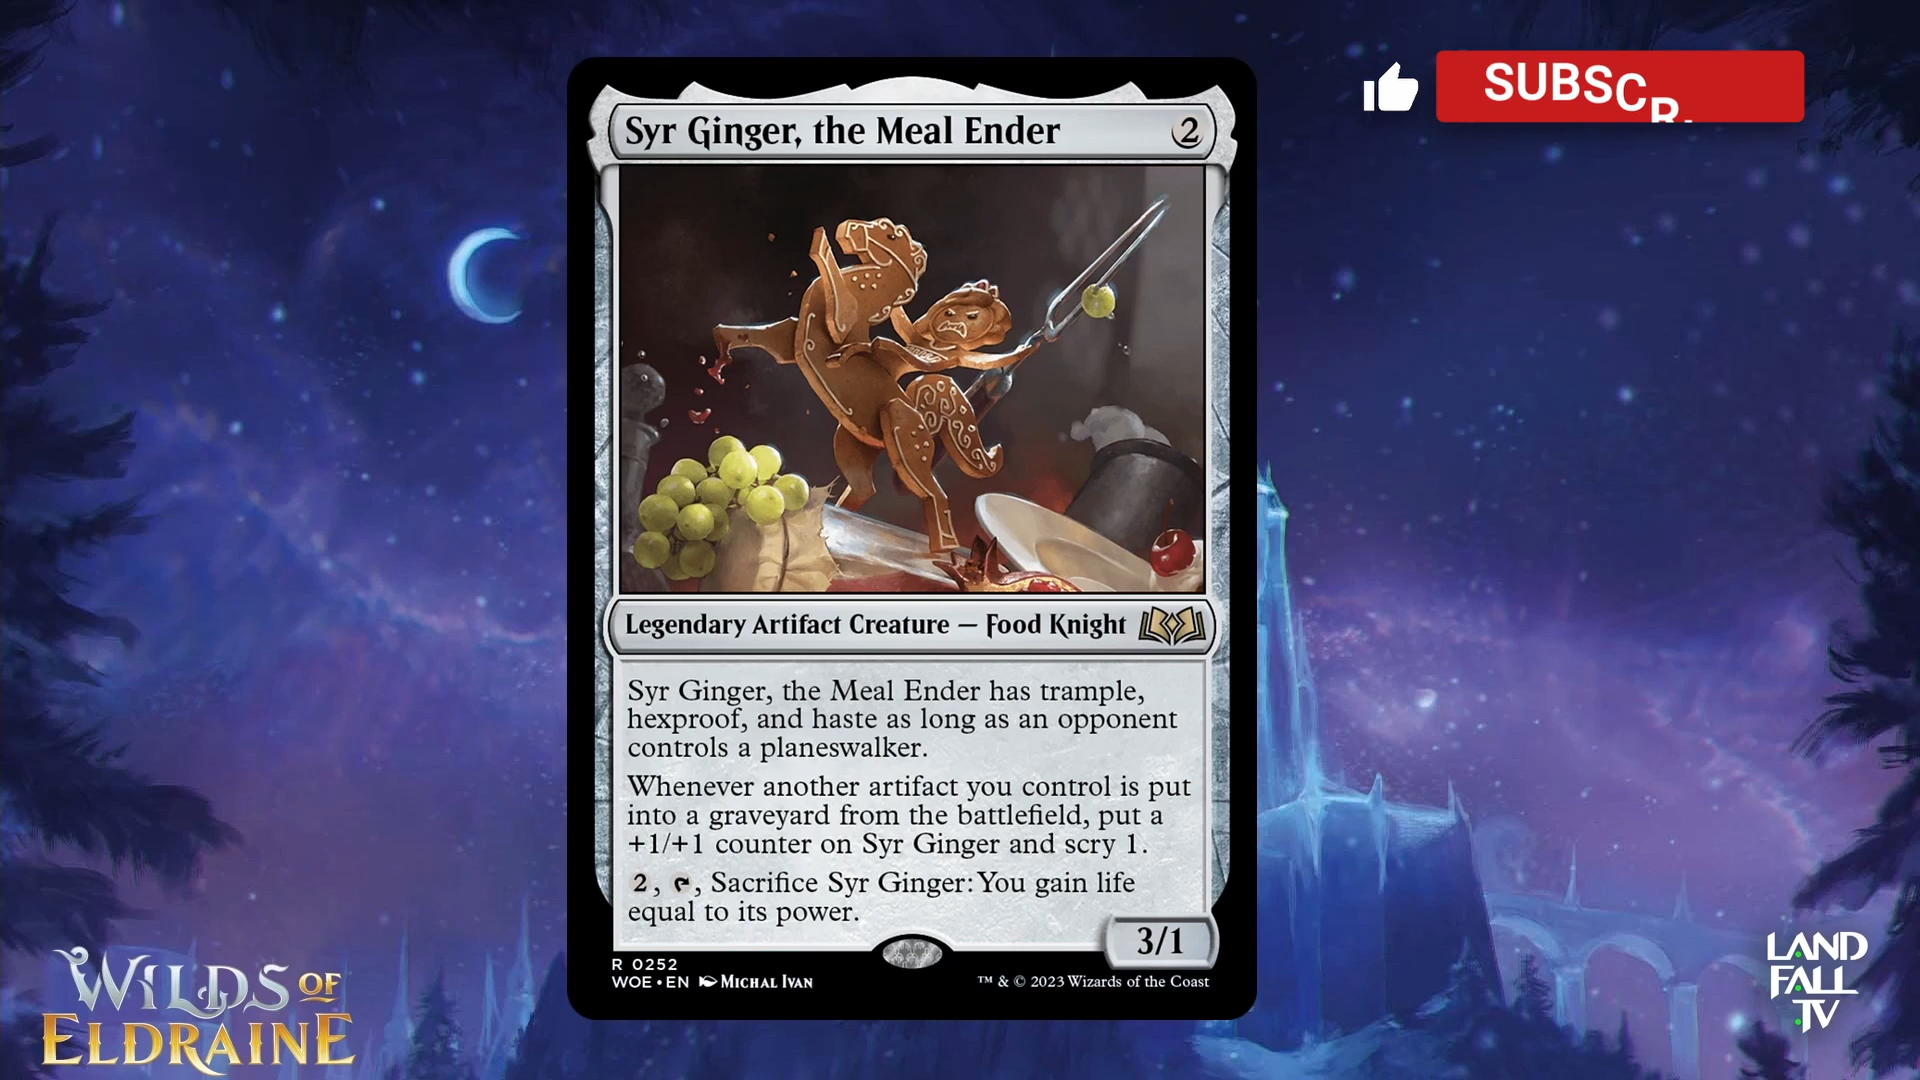 Syr Ginger, the Meal Ender 2
SUBSCR
Legendary Artifact Creature — Food Knight
Syr Ginger, the Meal Ender has trample,
hexproof, and haste as long as an opponent
controls a planeswalker.
Whenever another artifact you control is put
into a graveyard from the battlefield, put a
+1/+1 counter on Syr Ginger and scry 1.
2, , Sacrifice Syr Ginger: You gain life
equal to its power.
3/1
R 0252
WOE • EN MICHAL IVAN
™ & © 2023 Wizards of the Coast
WILDS OF
ELDRAINE
LAND
FALL
TV